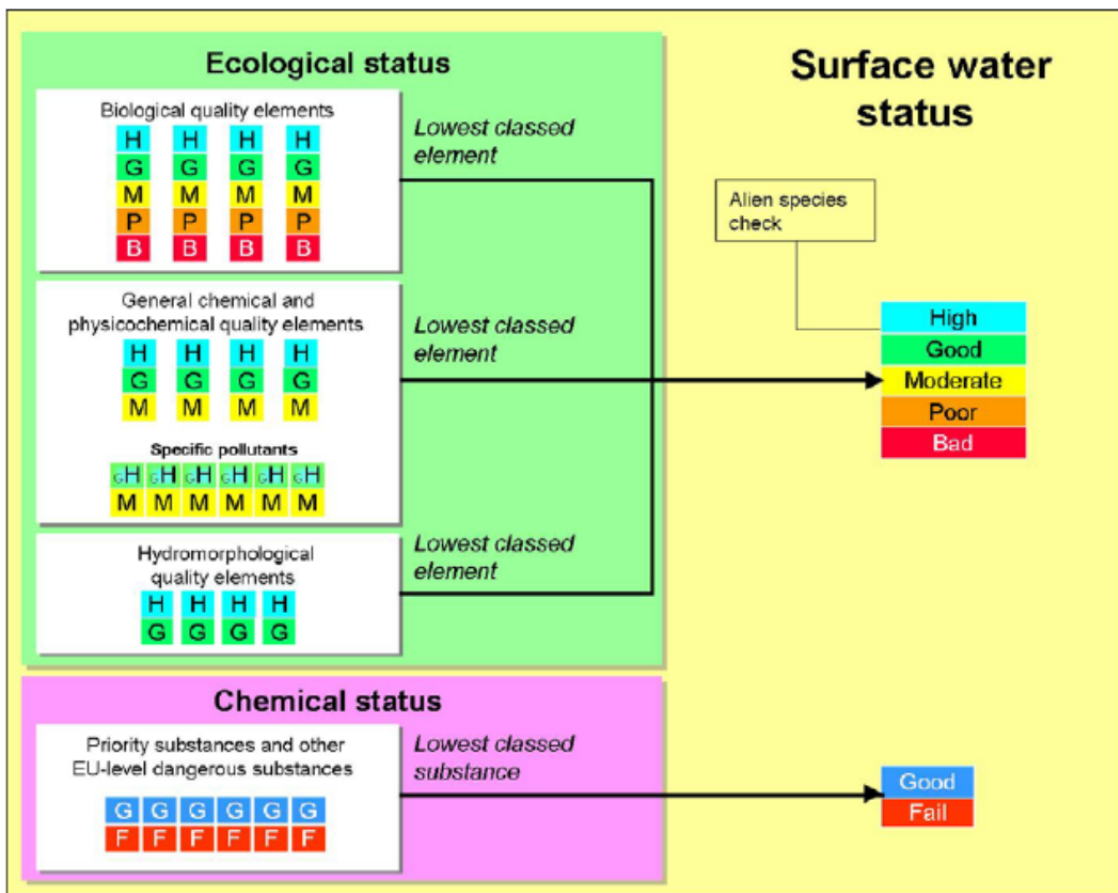 Ecological status
Surface water
status
Biological quality elements
H H H H
G G G G
M M M M
P P P P
B B B B
Lowest classed
element
Alien species
check
General chemical and
physicochemical quality elements
H H H H
G G G G
M M M M
Specific pollutants
GH GH GH GH GH GH
M M M M M M
Lowest classed
element
High
Good
Moderate
Poor
Bad
Hydromorphological
quality elements
H H H H
G G G G
Lowest classed
element
Chemical status
Priority substances and other
EU-level dangerous substances
G G G G G G
F F F F F F
Lowest classed
substance
Good
Fail